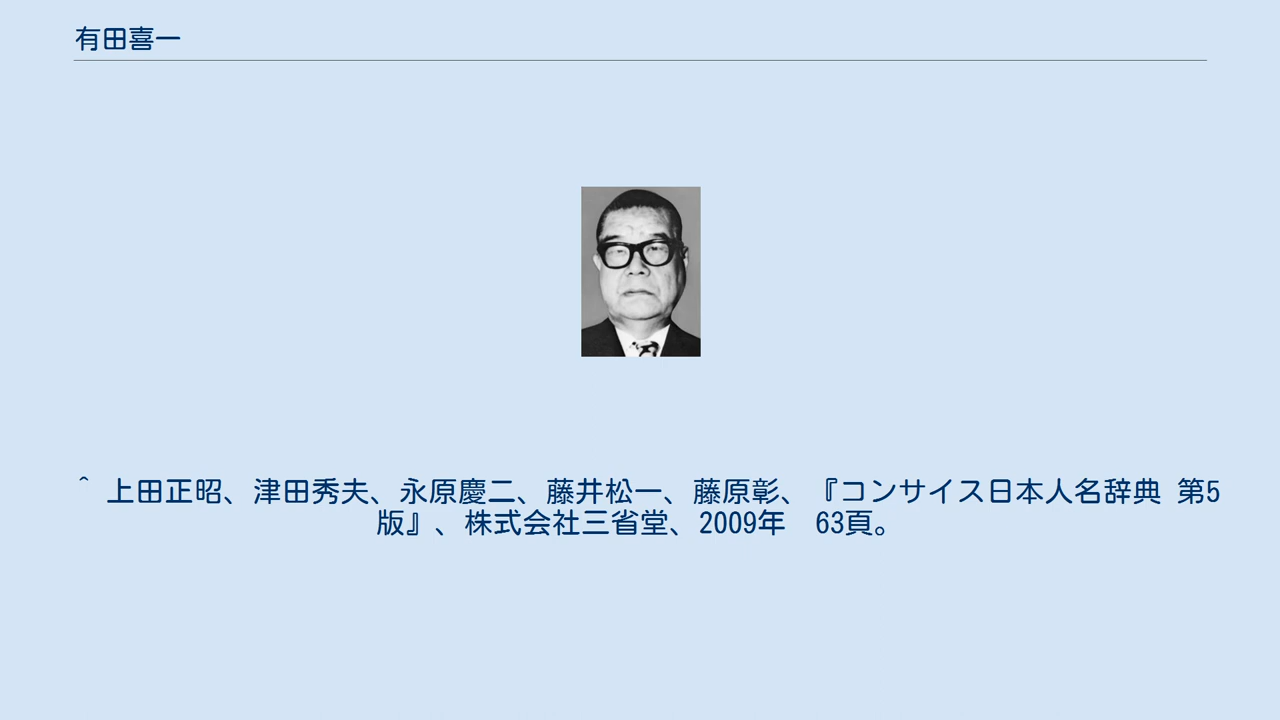 有田喜一
^ 上田正昭、津田秀夫、永原慶二、藤井松一、藤原彰、『コンサイス日本人名辞典 第5
版』、株式会社三省堂、2009年　63頁。